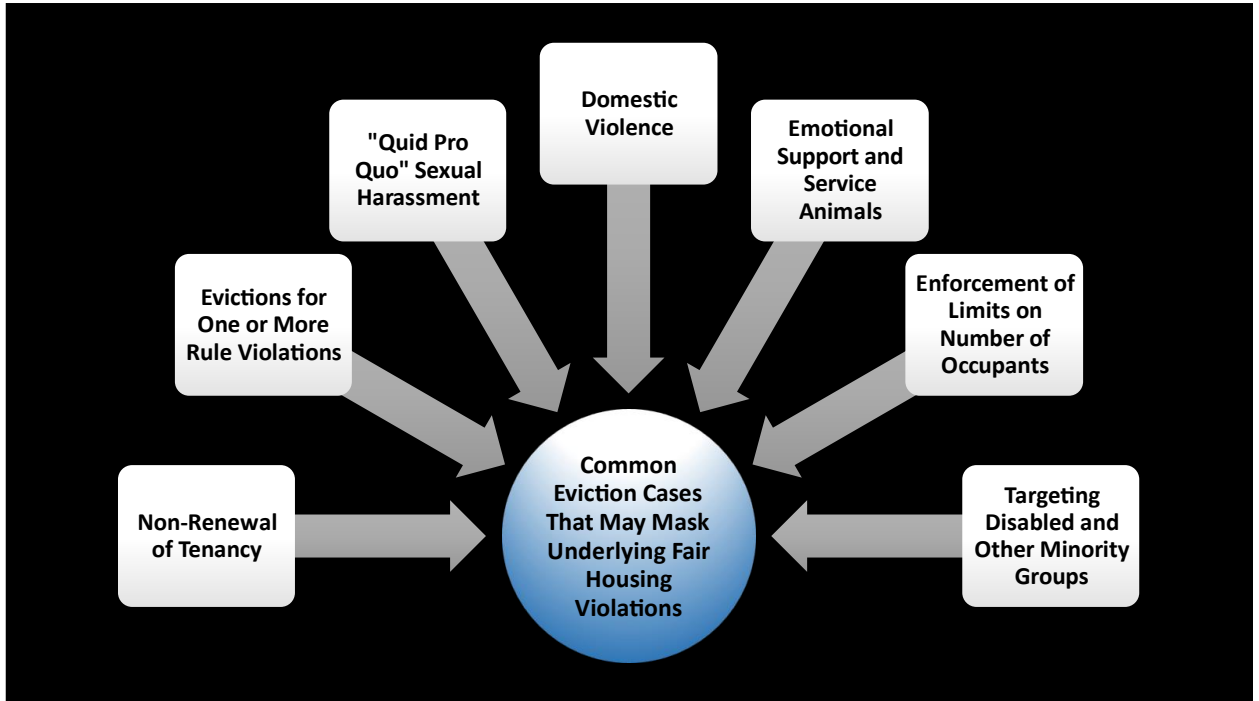 Non-Renewal
of Tenancy
Evictions for
One or More
Rule Violations
"Quid Pro
Quo" Sexual
Harassment
Domestic
Violence
Emotional
Support and
Service
Animals
Enforcement of
Limits on
Number of
Occupants
Targeting
Disabled and
Other Minority
Groups
Common
Eviction Cases
That May Mask
Underlying Fair
Housing
Violations